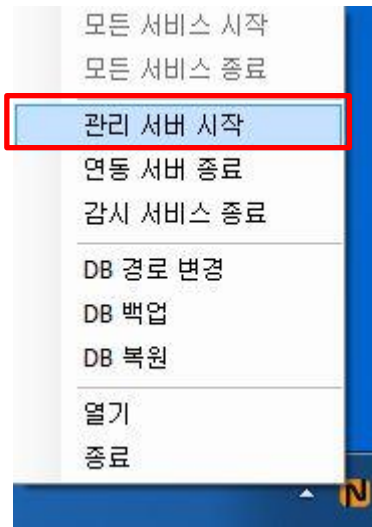 모든 서비스 시작
모든 서비스 종료
관리 서버 시작
연동 서버 종료
감시 서비스 종료
DB 경로 변경
DB 백업
DB 복원
열기
종료
N